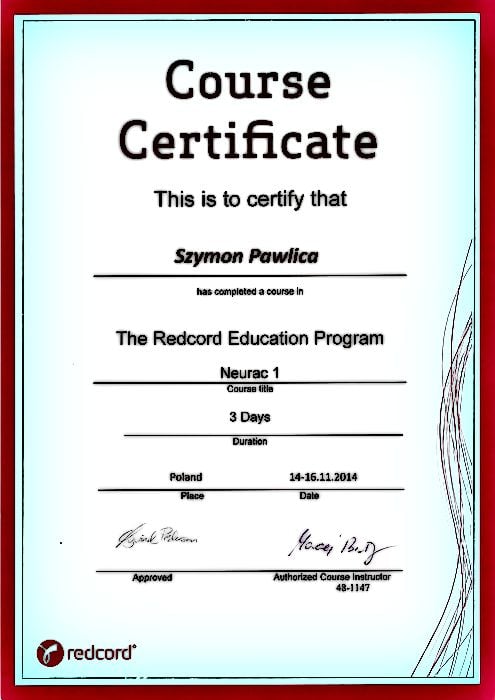 Course
Certificate
This is to certify that
Szymon Pawlica
has completed a course in
The Redcord Education Program
Neurac 1
Course title
3 Days
Duration
Poland 14-16.11.2014
Place Date
Approved Authorized Course Instructor
48-1147
redcord